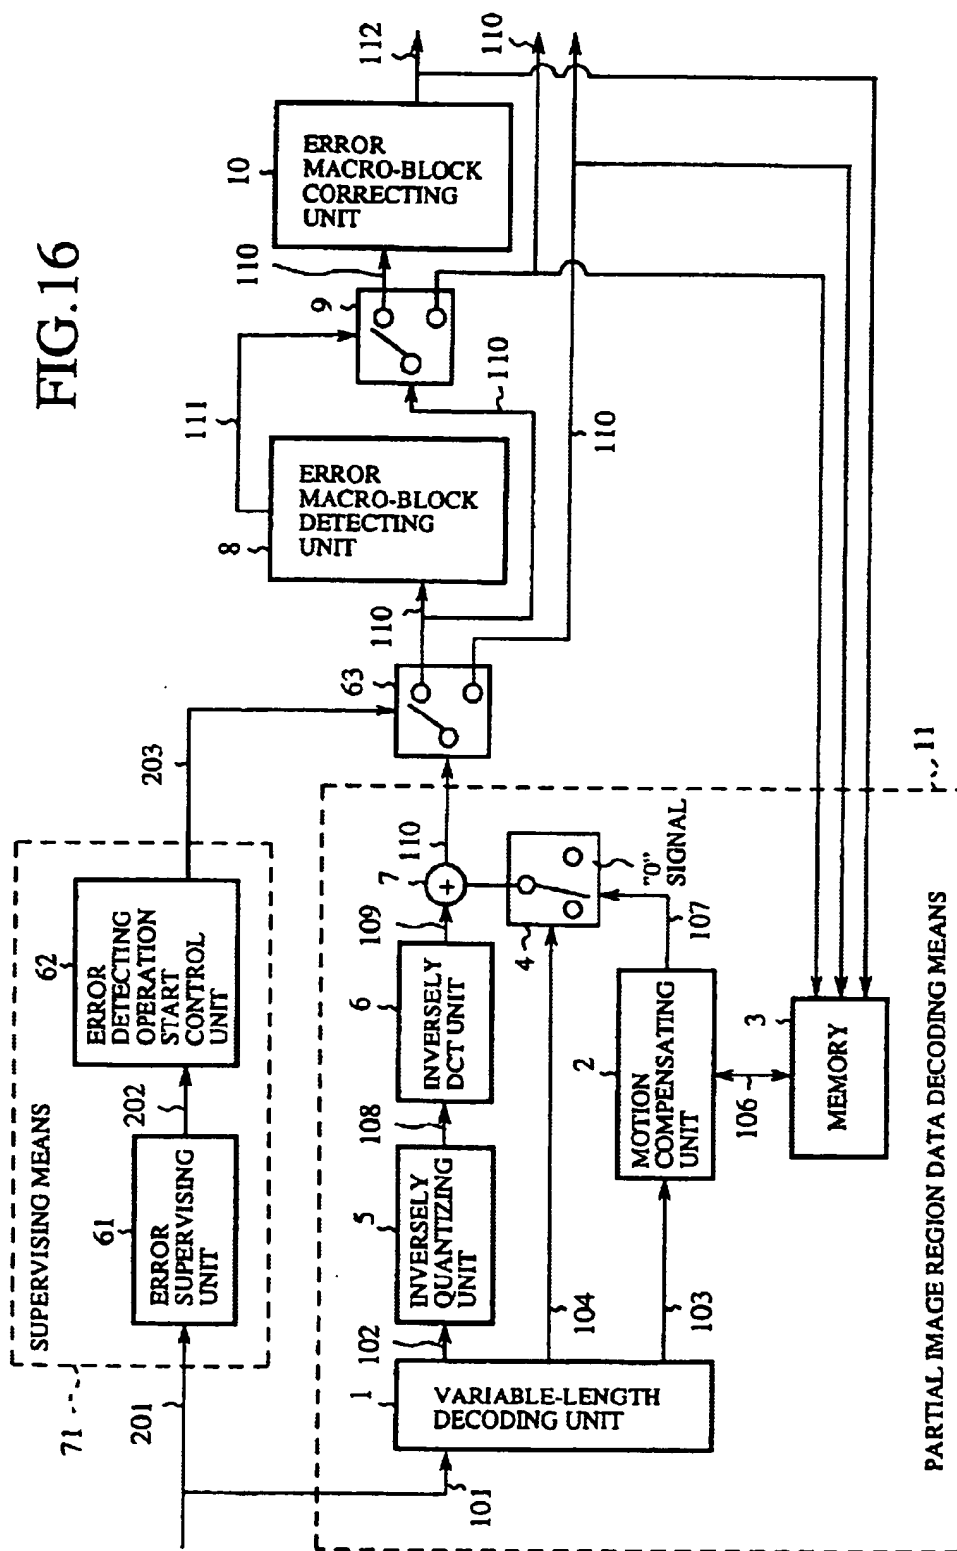 FIG.16
SUPERVISING MEANS
71
201
61
ERROR
SUPERVISING
UNIT
202
62
ERROR
DETECTING
OPERATION
START
CONTROL
UNIT
203
63
110
8
ERROR
MACRO-BLOCK
DETECTING
UNIT
111
9
110
110
10
ERROR
MACRO-BLOCK
CORRECTING
UNIT
112
110
110
101
1
VARIABLE-LENGTH
DECODING UNIT
102
5
INVERSELY
QUANTIZING
UNIT
108
6
INVERSELY
DCT UNIT
109
7
+
110
104
4
"0"
SIGNAL
103
2
MOTION
COMPENSATING
UNIT
107
106
3
MEMORY
11
PARTIAL IMAGE REGION DATA DECODING MEANS